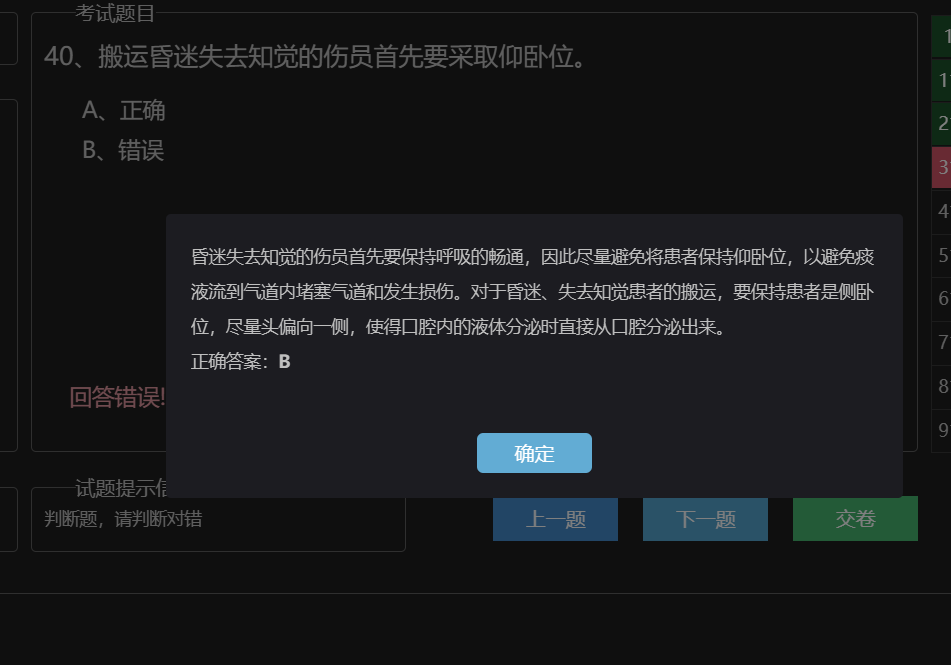 考试题目
40、搬运昏迷失去知觉的伤员首先要采取仰卧位。
A、正确
B、错误
昏迷失去知觉的伤员首先要保持呼吸的畅通，因此尽量避免将患者保持仰卧位，以避免痰
液流到气道内堵塞气道和发生损伤。对于昏迷、失去知觉患者的搬运，要保持患者是侧卧
位，尽量头偏向一侧，使得口腔内的液体分泌时直接从口腔分泌出来。
正确答案：B
确定
回答错误!
试题提示信
判断题，请判断对错
上一题
下一题
交卷
1
1
2
3
4
5
6
7
8
9